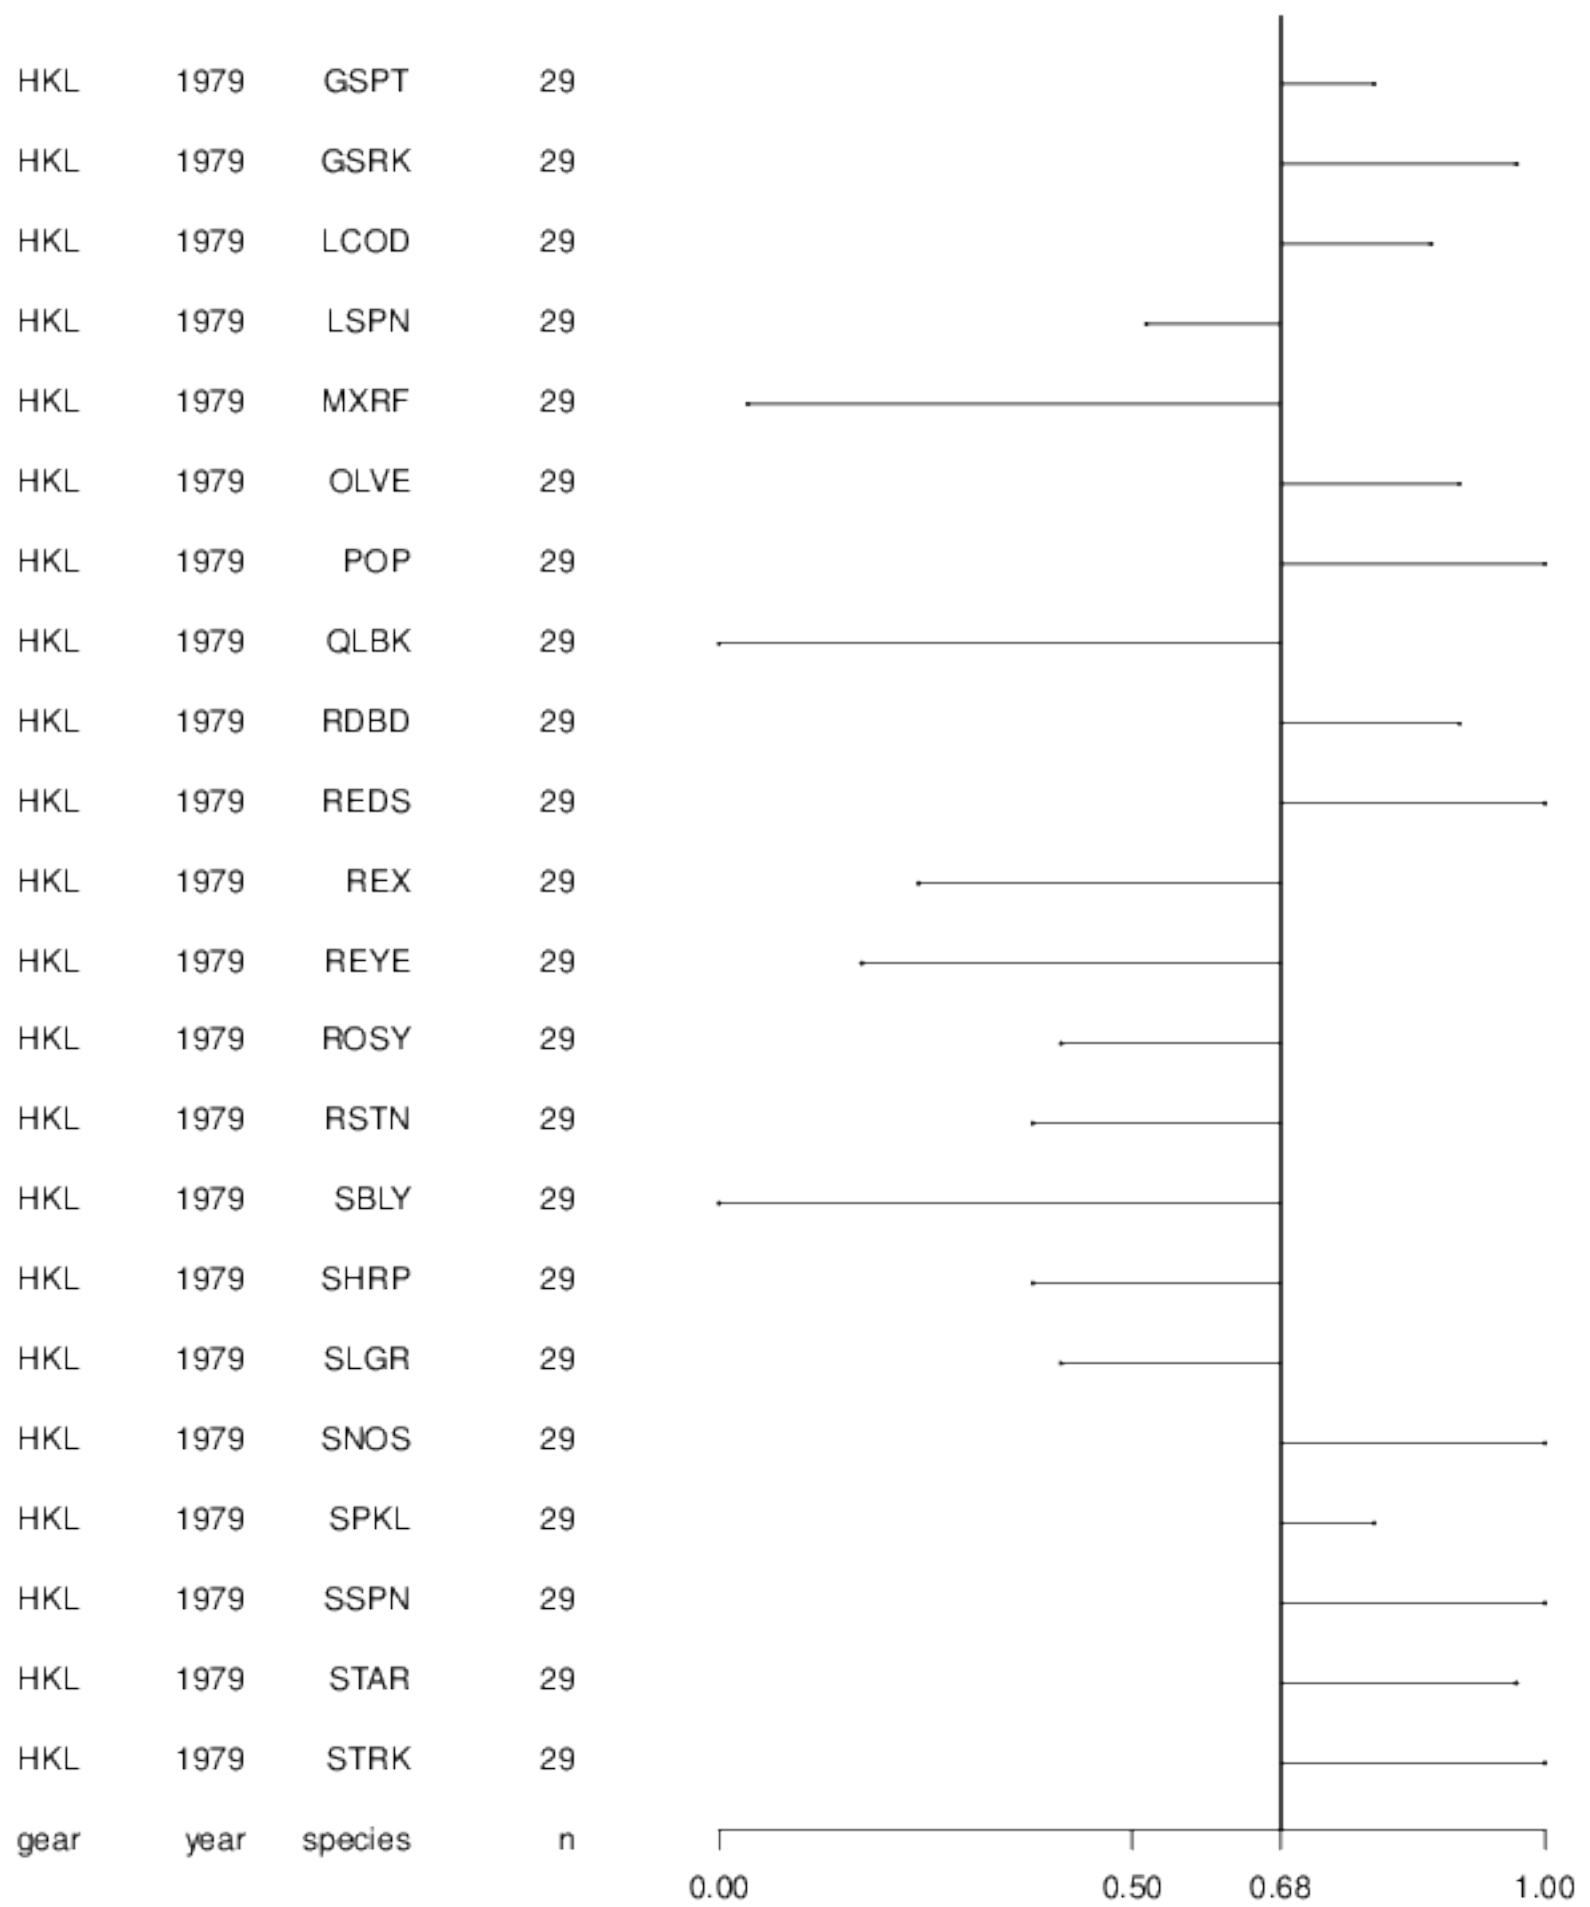 HKL 1979 GSPT 29
HKL 1979 GSRK 29
HKL 1979 LCOD 29
HKL 1979 LSPN 29
HKL 1979 MXRF 29
HKL 1979 OLVE 29
HKL 1979 POP 29
HKL 1979 QLBK 29
HKL 1979 RDBD 29
HKL 1979 REDS 29
HKL 1979 REX 29
HKL 1979 REYE 29
HKL 1979 ROSY 29
HKL 1979 RSTN 29
HKL 1979 SBLY 29
HKL 1979 SHRP 29
HKL 1979 SLGR 29
HKL 1979 SNOS 29
HKL 1979 SPKL 29
HKL 1979 SSPN 29
HKL 1979 STAR 29
HKL 1979 STRK 29
gear year species n
0.00 0.50 0.68 1.00